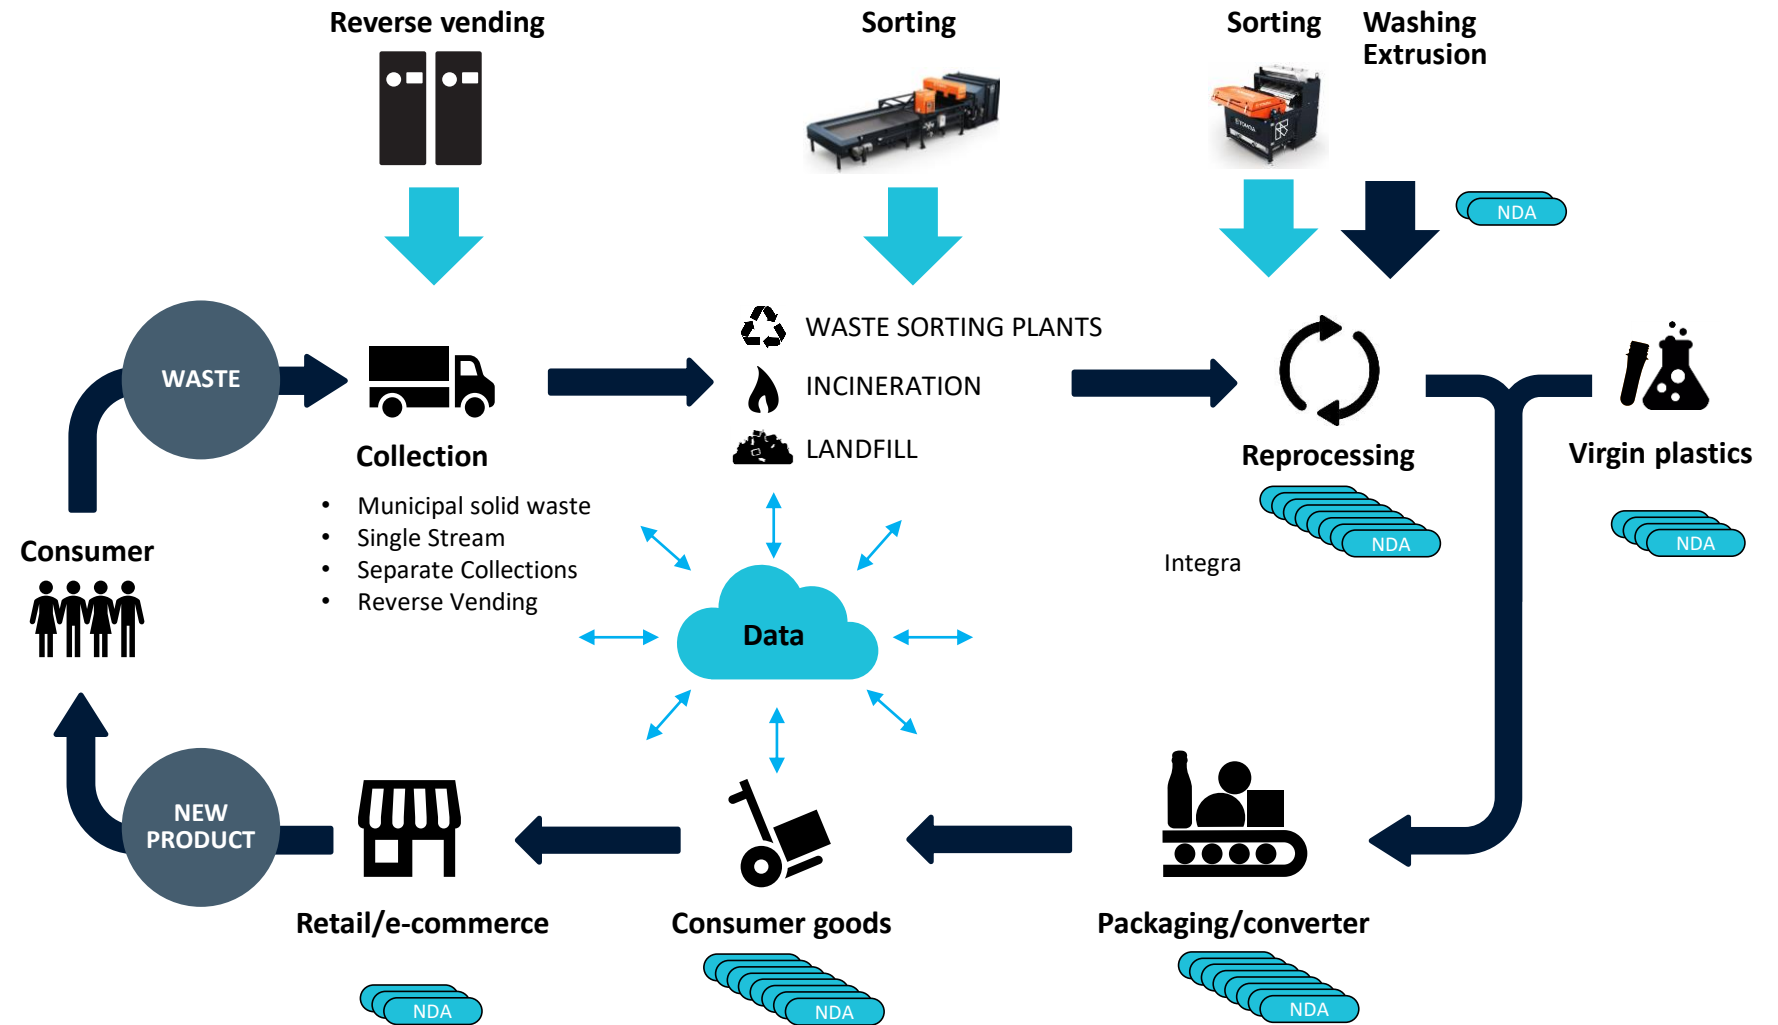 Reverse vending
Sorting
Sorting
Washing
Extrusion
TOMRA
NDA
WASTE
WASTE SORTING PLANTS
INCINERATION
LANDFILL
Collection
• Municipal solid waste
• Single Stream
• Separate Collections
• Reverse Vending
Reprocessing
NDA
Virgin plastics
NDA
Integra
Consumer
Data
NEW
PRODUCT
Retail/e-commerce
NDA
Consumer goods
NDA
Packaging/converter
NDA